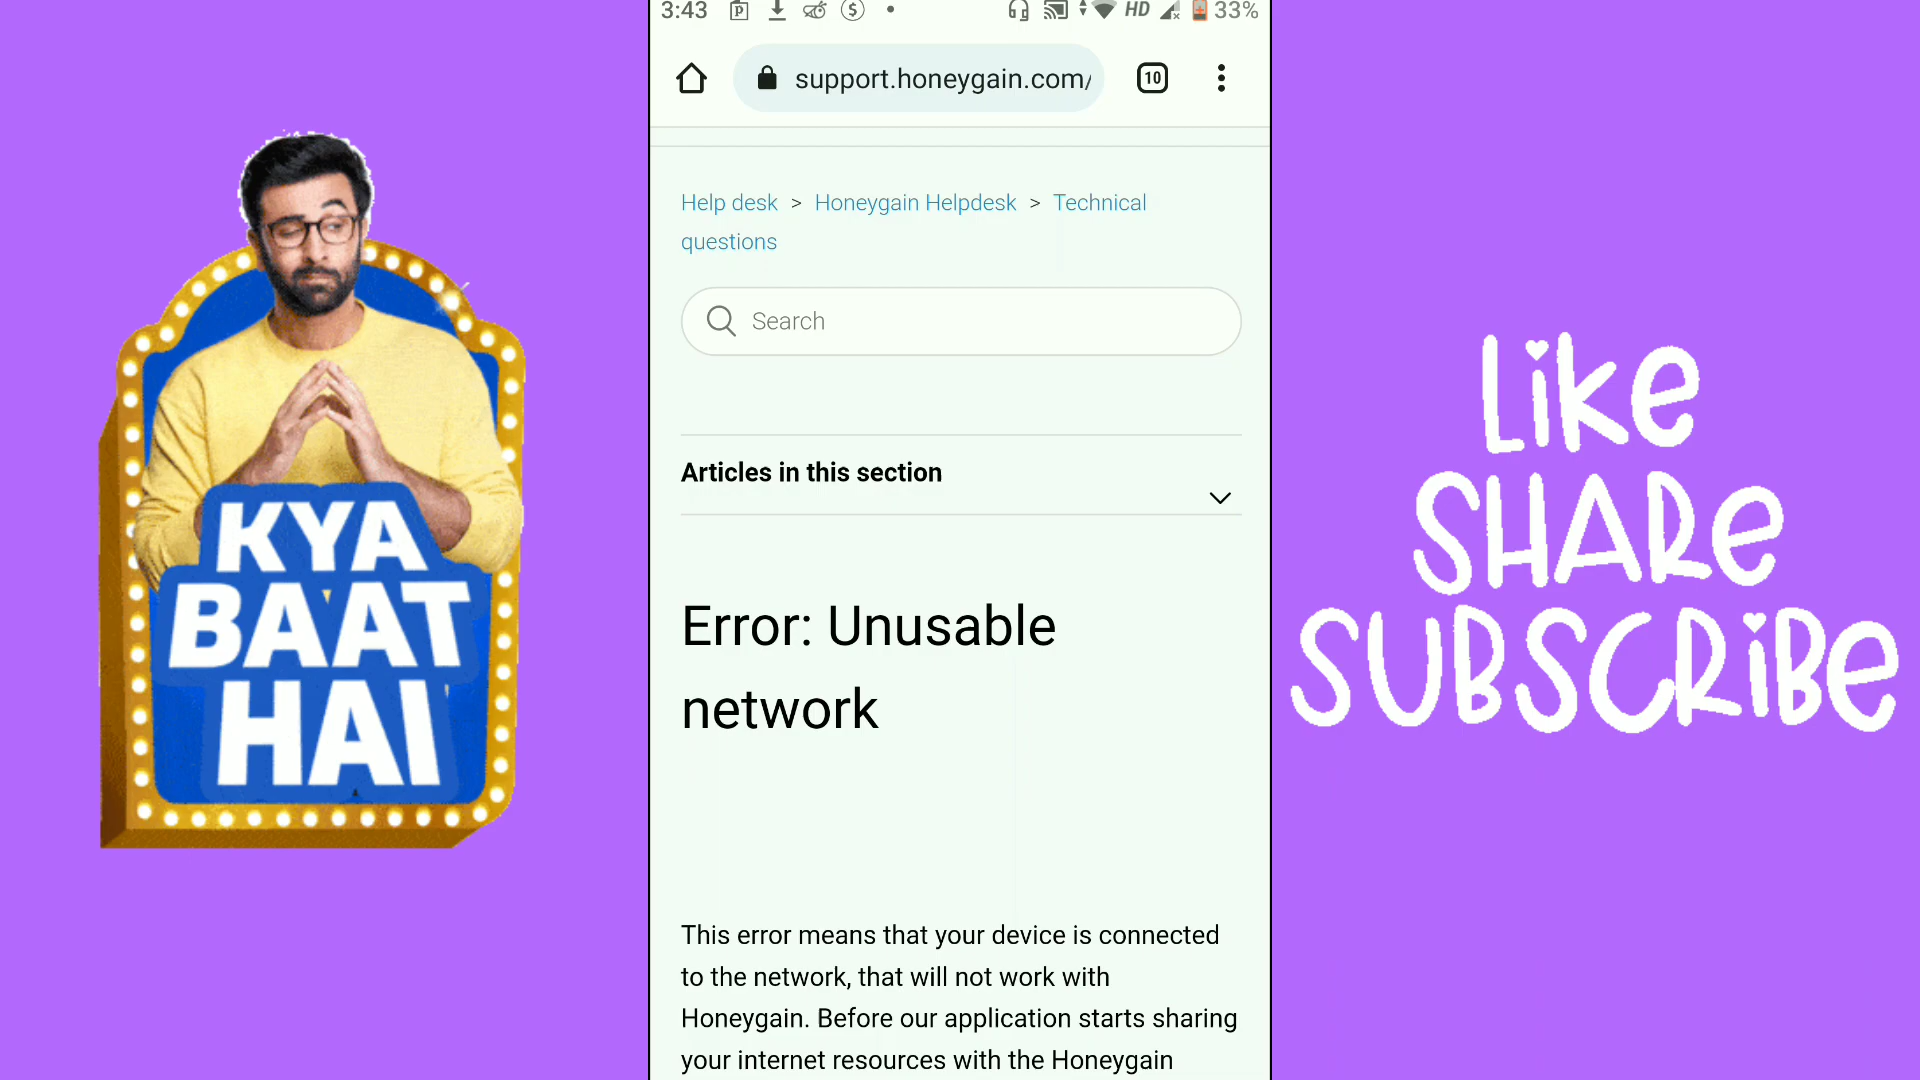 3:43
HD
33%
support.honeygain.com/
10
Help desk > Honeygain Helpdesk > Technical
questions
Search
Articles in this section
Error: Unusable
network
This error means that your device is connected
to the network, that will not work with
Honeygain. Before our application starts sharing
your internet resources with the Honeygain
KYA
BAAT
HAI
Like
SHARe
SUBSCRiBe